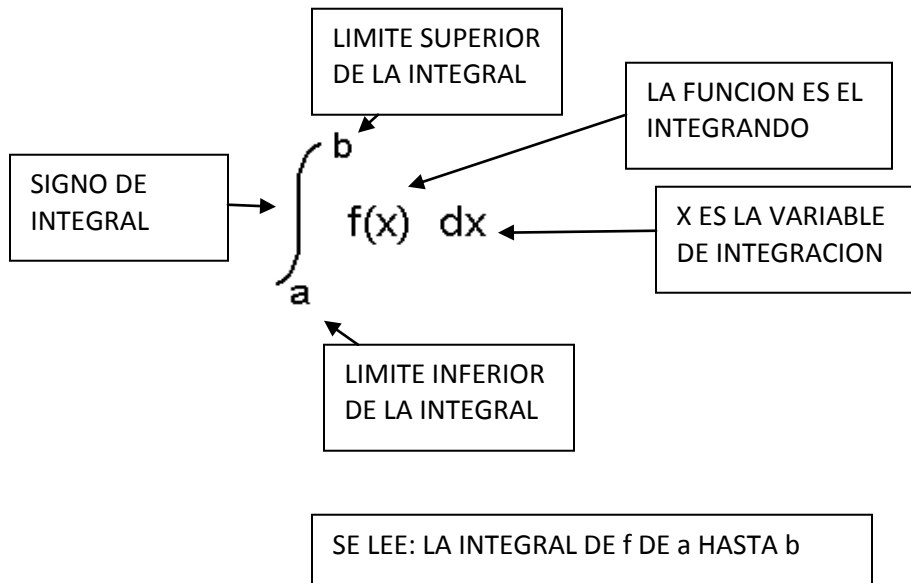 LIMITE SUPERIOR
DE LA INTEGRAL
LA FUNCION ES EL
INTEGRANDO
b
SIGNO DE
INTEGRAL
∫ f(x) dx
X ES LA VARIABLE
DE INTEGRACION
a
LIMITE INFERIOR
DE LA INTEGRAL
SE LEE: LA INTEGRAL DE f DE a HASTA b